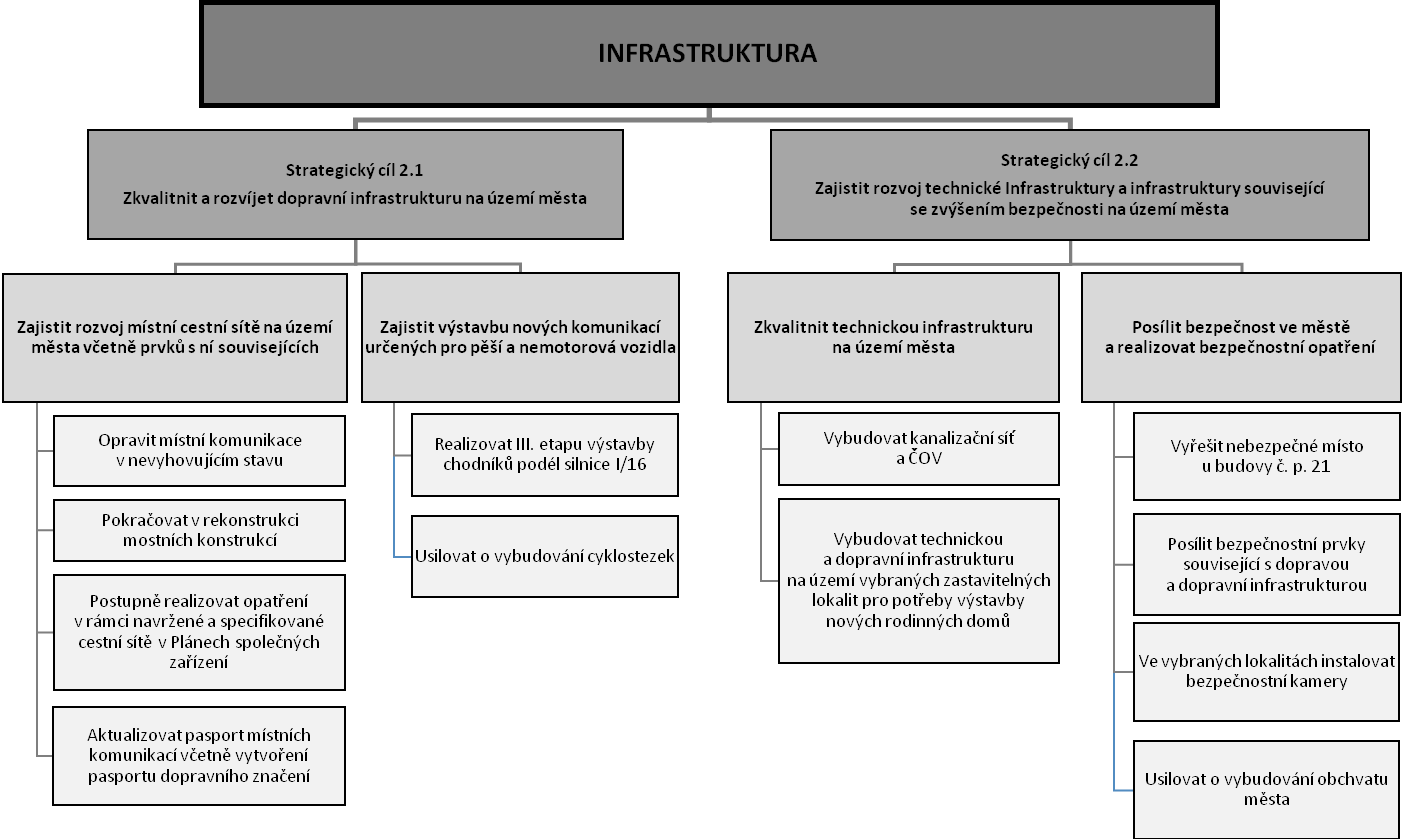 INFRASTRUKTURA
Strategický cíl 2.1
Zkvalitnit a rozvíjet dopravní infrastrukturu na území města
Strategický cíl 2.2
Zajistit rozvoj technické Infrastruktury a infrastruktury související
se zvýšením bezpečnosti na území města
Zajistit rozvoj místní cestní sítě na území
města včetně prvků s ní souvisejících
Zajistit výstavbu nových komunikací
určených pro pěší a nemotorová vozidla
Zkvalitnit technickou infrastrukturu
na území města
Posílit bezpečnost ve městě
a realizovat bezpečnostní opatření
Opravit místní komunikace
v nevyhovujícím stavu
Pokračovat v rekonstrukci
mostních konstrukcí
Postupně realizovat opatření
v rámci navržené a specifikované
cestní sítě v Plánech společných
zařízení
Aktualizovat pasport místních
komunikací včetně vytvoření
pasportu dopravního značení
Realizovat III. etapu výstavby
chodníků podél silnice I/16
Usilovat o vybudování cyklostezek
Vybudovat kanalizační síť
a ČOV
Vybudovat technickou
a dopravní infrastrukturu
na území vybraných zastavitelných
lokalit pro potřeby výstavby
nových rodinných domů
Vyřešit nebezpečné místo
u budovy č. p. 21
Posílit bezpečnostní prvky
související s dopravou
a dopravní infrastrukturou
Ve vybraných lokalitách instalovat
bezpečnostní kamery
Usilovat o vybudování obchvatu
města